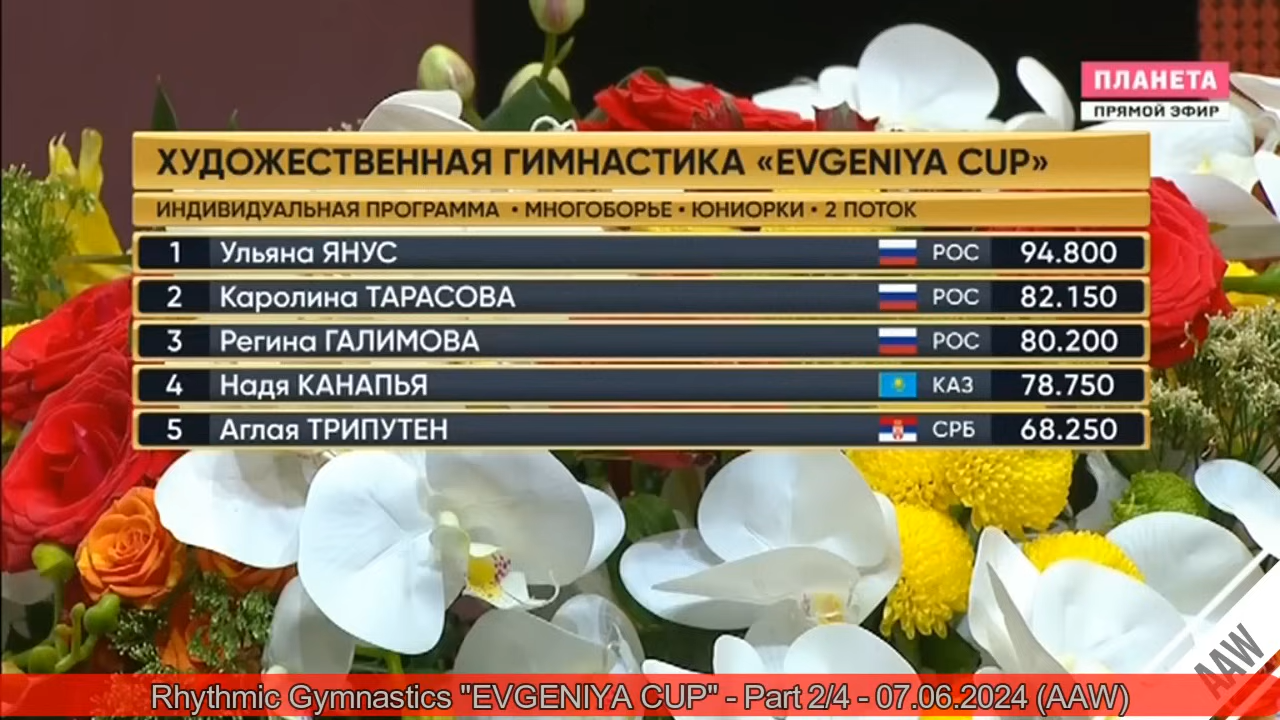 ПЛАНЕТА
ПРЯМОЙ ЭФИР
ХУДОЖЕСТВЕННАЯ ГИМНАСТИКА «EVGENIYA CUP»
ИНДИВИДУАЛЬНАЯ ПРОГРАММА • МНОГОБОРЬЕ • ЮНИОРКИ • 2 ПОТОК
1 Ульяна ЯНУС РОС 94.800
2 Каролина ТАРАСОВА РОС 82.150
3 Регина ГАЛИМОВА РОС 80.200
4 Надя КАНАПЬЯ КАЗ 78.750
5 Аглая ТРИПУТЕН СРБ 68.250
AAW
Rhythmic Gymnastics "EVGENIYA CUP" - Part 2/4 - 07.06.2024 (AAW)